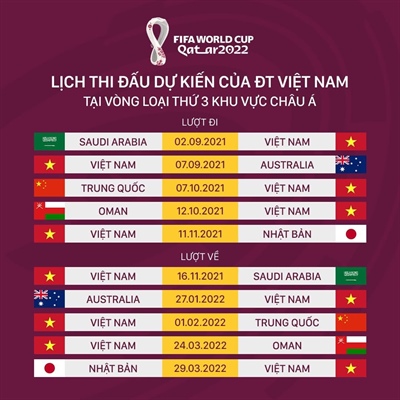 FIFA WORLD CUP
Qatar2022
LỊCH THI ĐẤU DỰ KIẾN CỦA ĐT VIỆT NAM
TẠI VÒNG LOẠI THỨ 3 KHU VỰC CHÂU Á
LƯỢT ĐI
SAUDI ARABIA 02.09.2021 VIỆT NAM
VIỆT NAM 07.09.2021 AUSTRALIA
TRUNG QUỐC 07.10.2021 VIỆT NAM
OMAN 12.10.2021 VIỆT NAM
VIỆT NAM 11.11.2021 NHẬT BẢN
LƯỢT VỀ
VIỆT NAM 16.11.2021 SAUDI ARABIA
AUSTRALIA 27.01.2022 VIỆT NAM
VIỆT NAM 01.02.2022 TRUNG QUỐC
VIỆT NAM 24.03.2022 OMAN
NHẬT BẢN 29.03.2022 VIỆT NAM